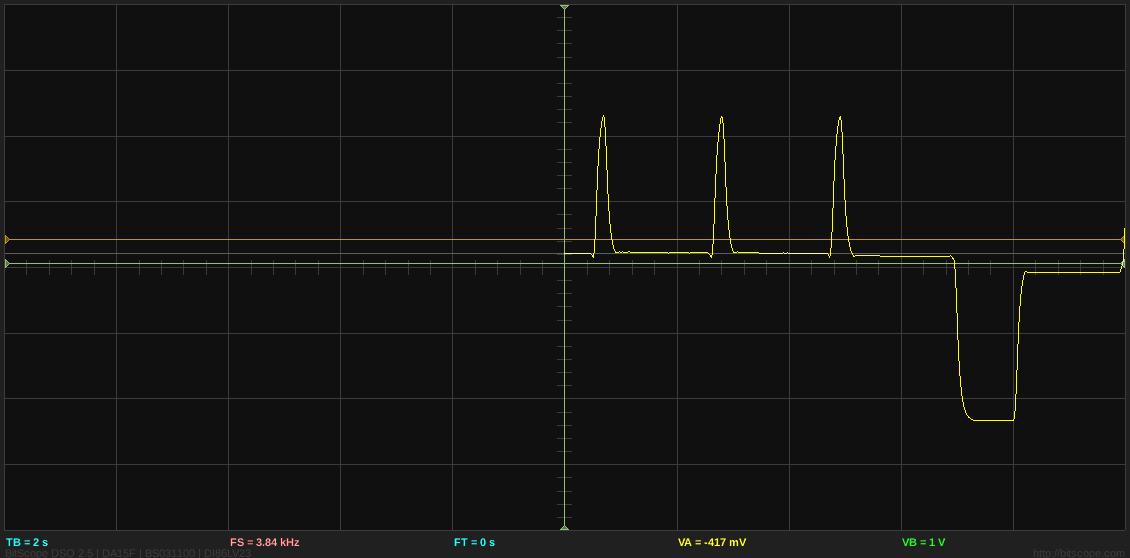 TB = 2 s FS = 3.84 kHz FT = 0 s VA = -417 mV VB = 1 V
BitScope DSO 2.5 | DA15F | BS031100 | DI86LV23 http://bitscope.com